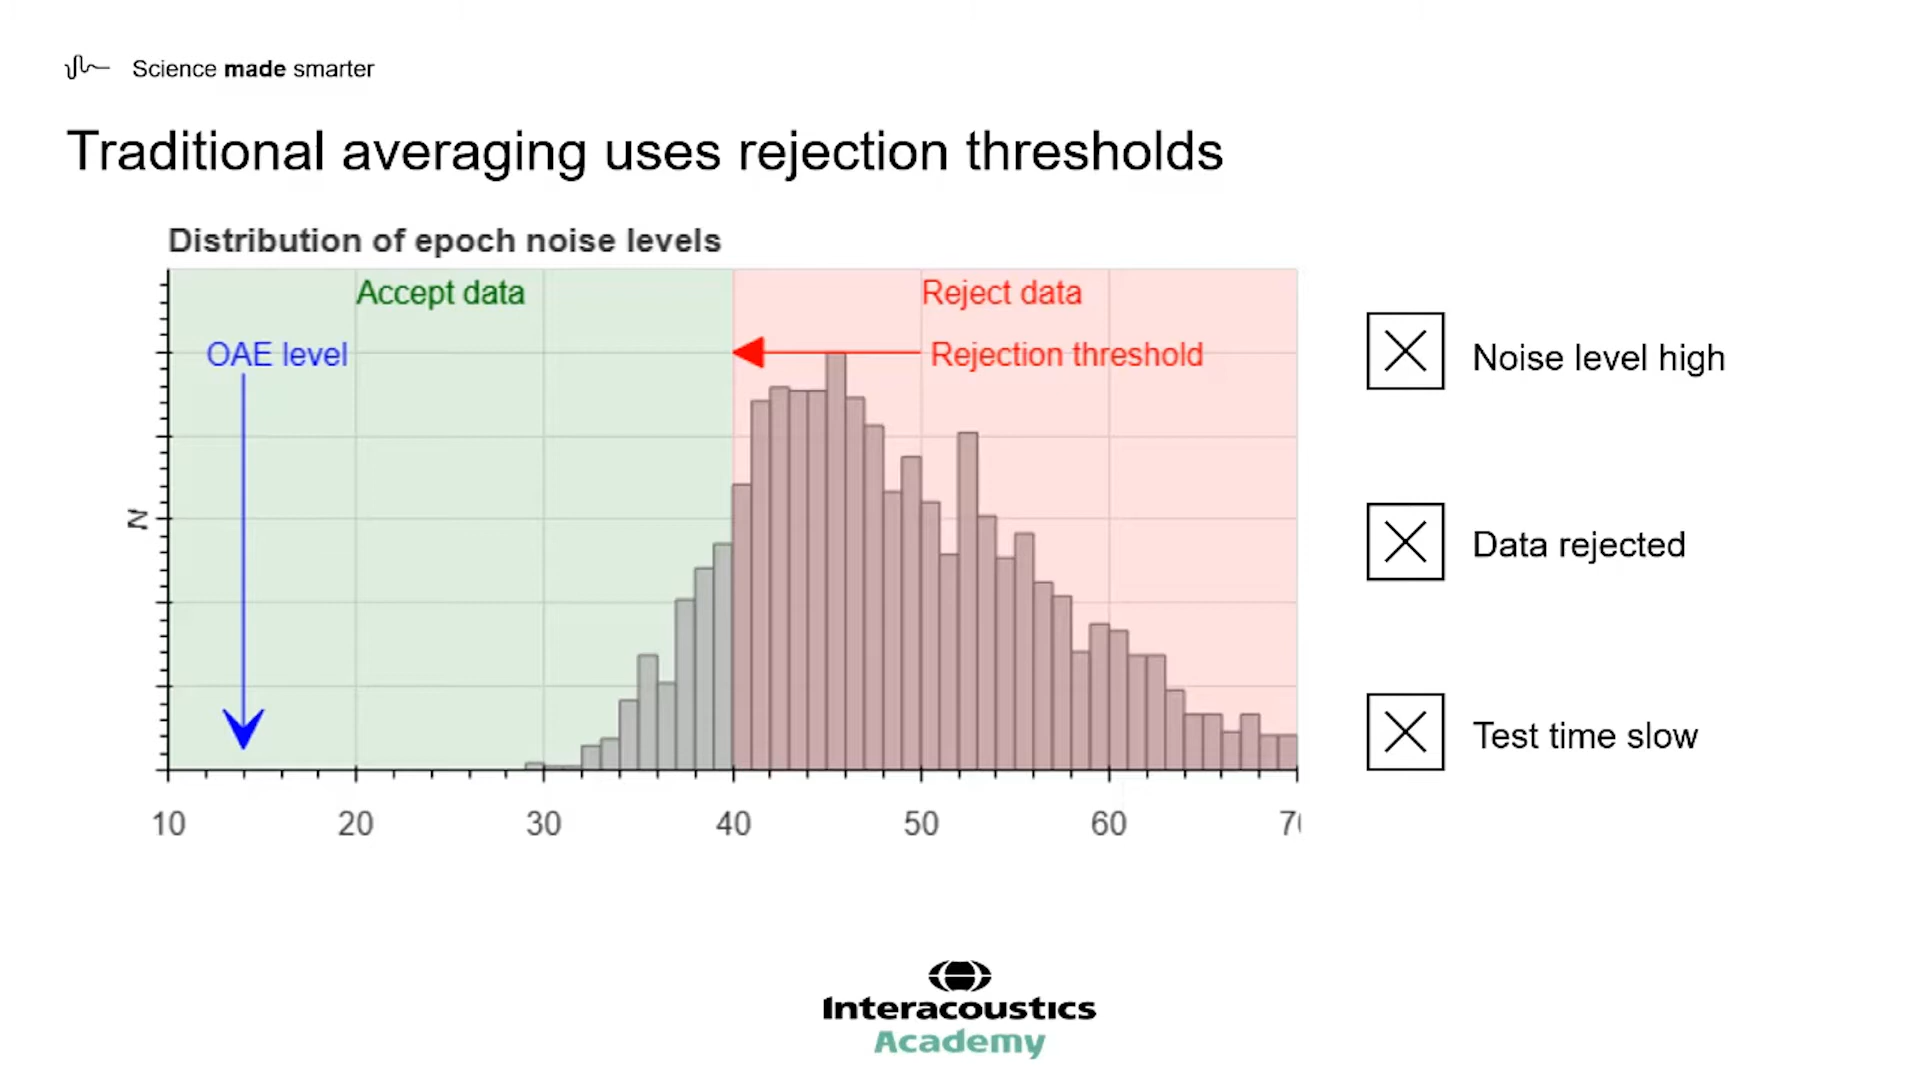 Science made smarter
Traditional averaging uses rejection thresholds
Distribution of epoch noise levels
Accept data
Reject data
OAE level
Rejection threshold
N
10 20 30 40 50 60
Noise level high
Data rejected
Test time slow
Interacoustics
Academy